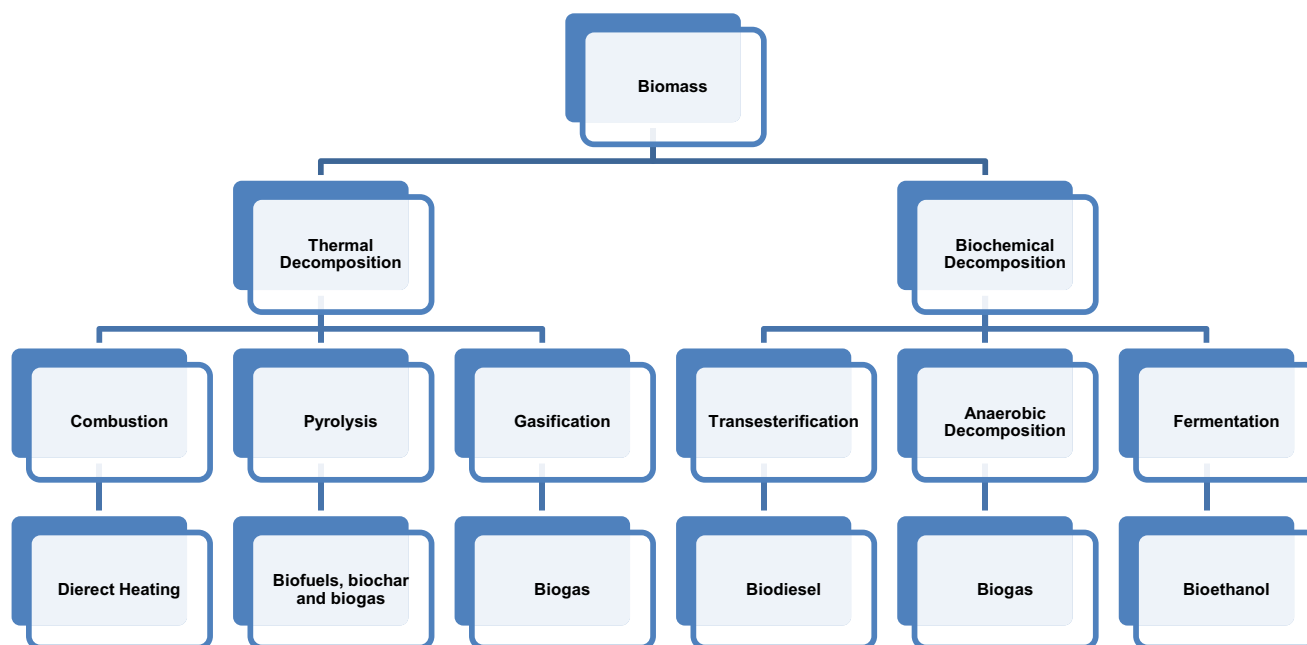 Biomass
Thermal
Decomposition
Biochemical
Decomposition
Combustion
Pyrolysis
Gasification
Transesterification
Anaerobic
Decomposition
Fermentation
Dierect Heating
Biofuels, biochar
and biogas
Biogas
Biodiesel
Biogas
Bioethanol